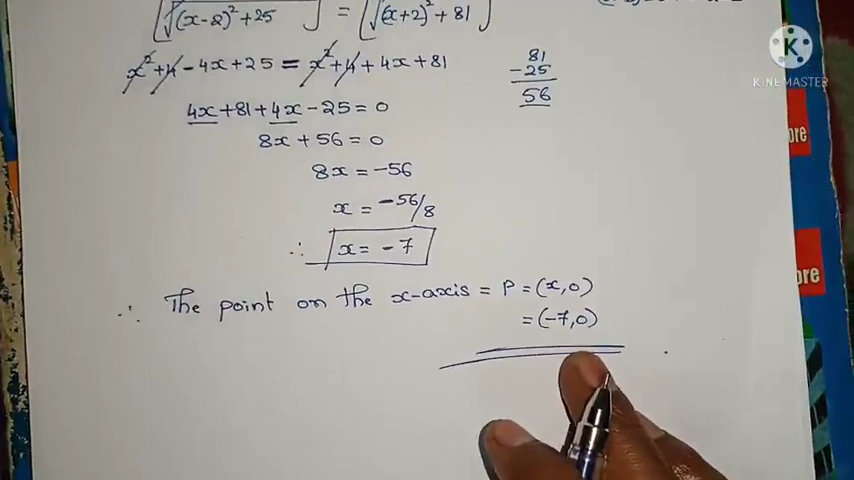 [√(x-2)²+25] = [√(x+2)²+81]
x²+4-4x+25 = x²+4+4x+81
81
-25
56
4x+81+4x-25=0
8x+56=0
8x=-56
x = -56/8
∴ x = -7
∴ The point on the x-axis = P = (x,0)
= (-7,0)
K
KINEMASTER
ore
ore